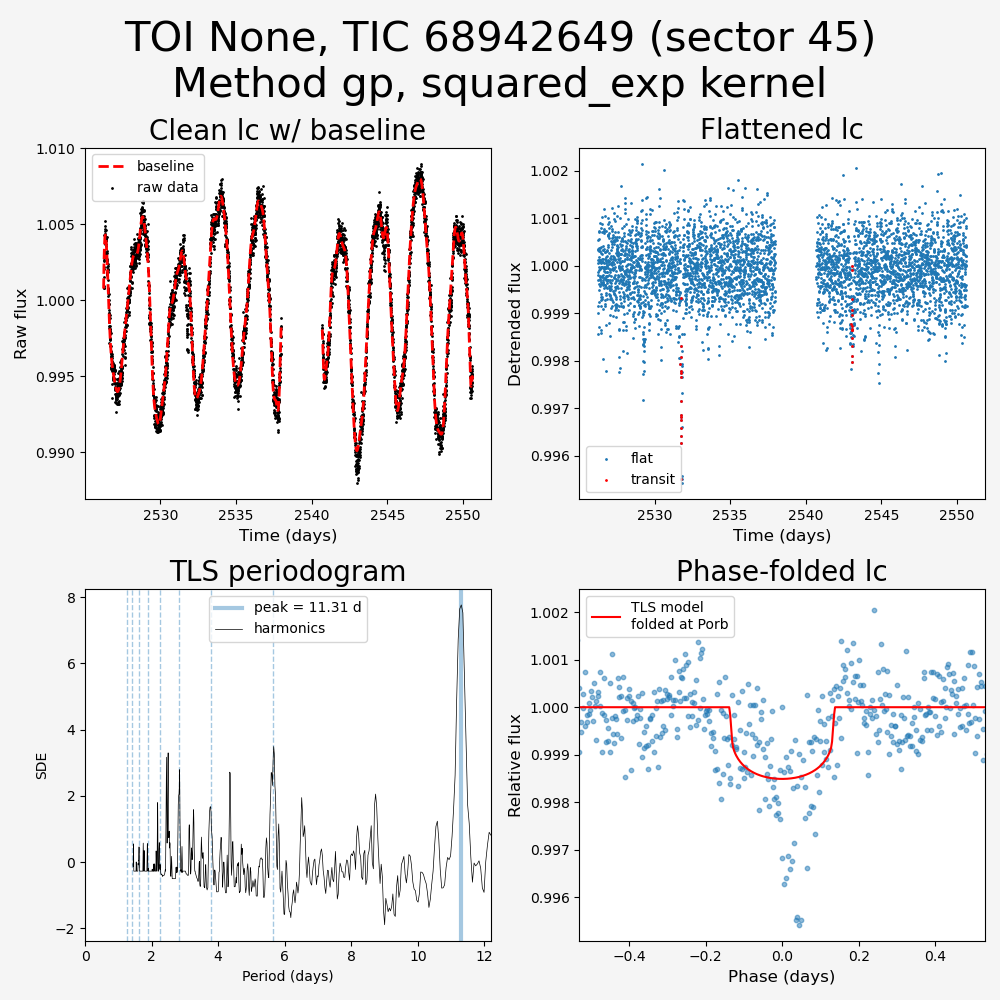 TOI None, TIC 68942649 (sector 45)
Method gp, squared_exp kernel
Clean lc w/ baseline
baseline
raw data
1.010
1.005
1.000
0.995
0.990
Raw flux
2530
2535
2540
2545
2550
Time (days)
Flattened lc
1.002
1.001
1.000
0.999
0.998
0.997
0.996
Detrended flux
flat
transit
2530
2535
2540
2545
2550
Time (days)
TLS periodogram
peak = 11.31 d
harmonics
8
6
4
2
0
−2
SDE
0
2
4
6
8
10
12
Period (days)
Phase-folded lc
TLS model
folded at Porb
1.002
1.001
1.000
0.999
0.998
0.997
0.996
Relative flux
−0.4
−0.2
0.0
0.2
0.4
Phase (days)